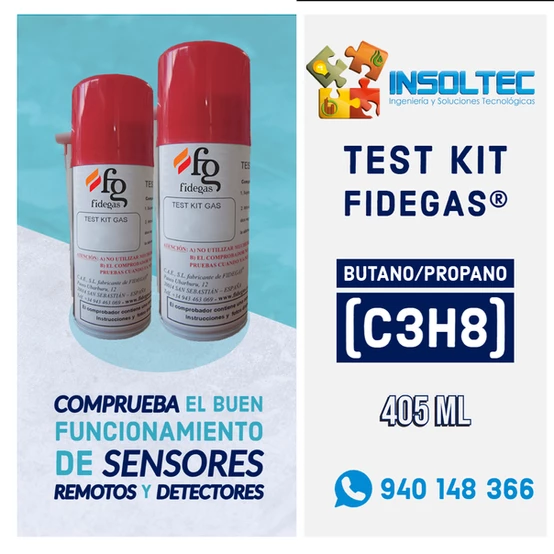 fg
fidegas
TEST KIT GAS
fg
fidegas
TEST KIT GAS
COMPRUEBA EL BUEN
FUNCIONAMIENTO
DE SENSORES
REMOTOS Y DETECTORES
INSOLTEC
Ingeniería y Soluciones Tecnológicas
TEST KIT
FIDEGAS®
BUTANO/PROPANO
[C3H8]
405 ML
940 148 366